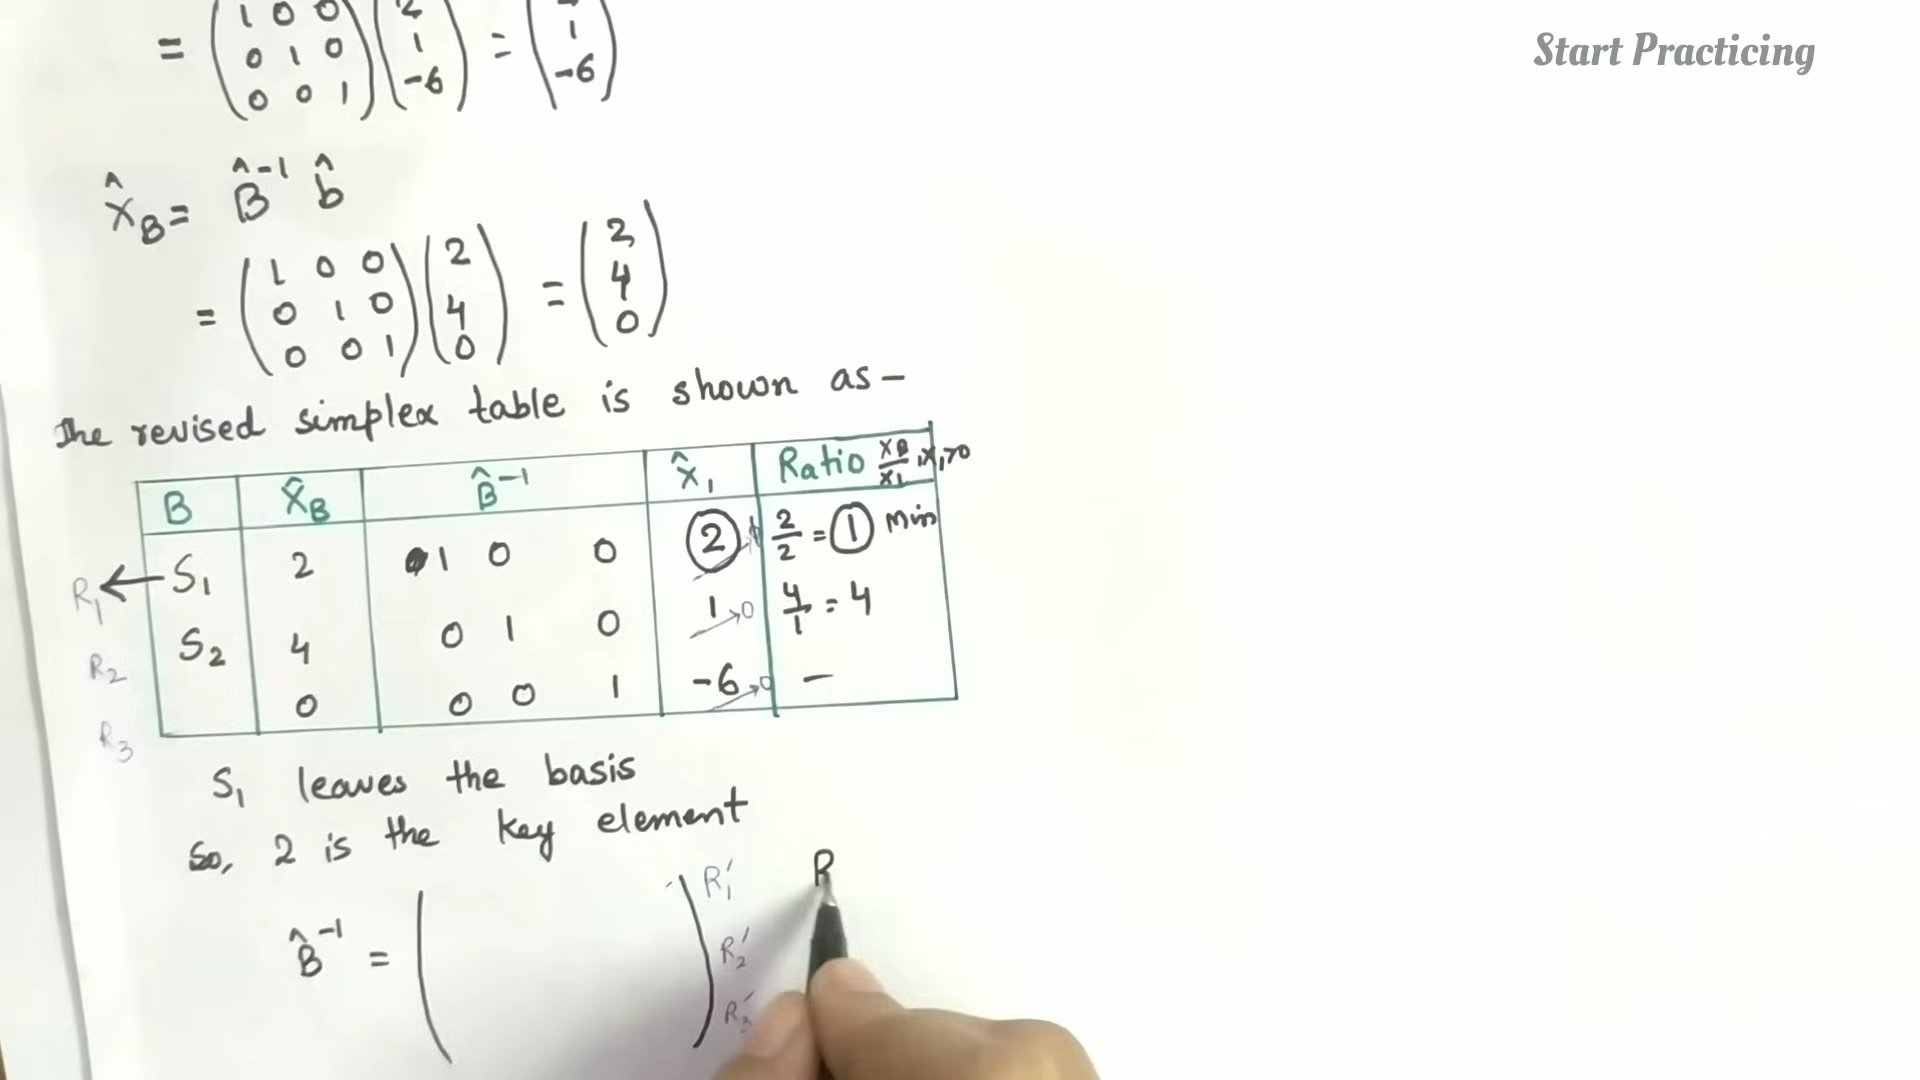 Start Practicing
= (1 0 0) (2) = (
0 1 0 1 1
0 0 1) -6) -6)
X̂B = B̂⁻¹ b̂
= (1 0 0) (2) = (2)
0 1 0 4 4
0 0 1 0 0
The revised simplex table is shown as -
B X̂B B̂⁻¹ X̂₁ Ratio XB/X₁, X₁>0
R₁ ← S₁ 2 1 0 0 2 →1 2/2 = 1 Min
R₂ S₂ 4 0 1 0 1 →0 4/1 = 4
R₃ 0 0 0 1 -6 →0 -
S₁ leaves the basis
So, 2 is the key element
B̂⁻¹ = ( ) R₁′ R
R₂′
R₃′